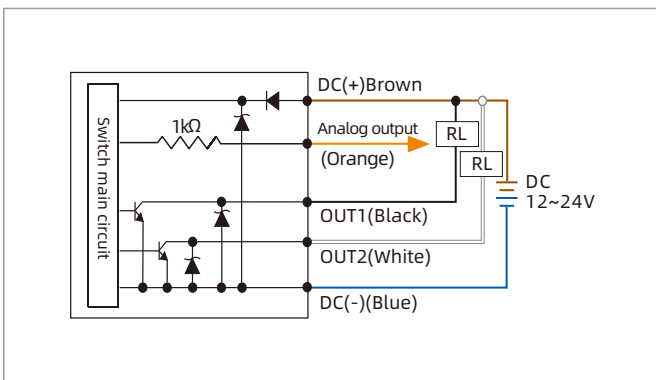 DC(+)Brown
Switch main circuit
1kΩ
Analog output
(Orange)
RL
RL
DC
12~24V
OUT1(Black)
OUT2(White)
DC(-)(Blue)